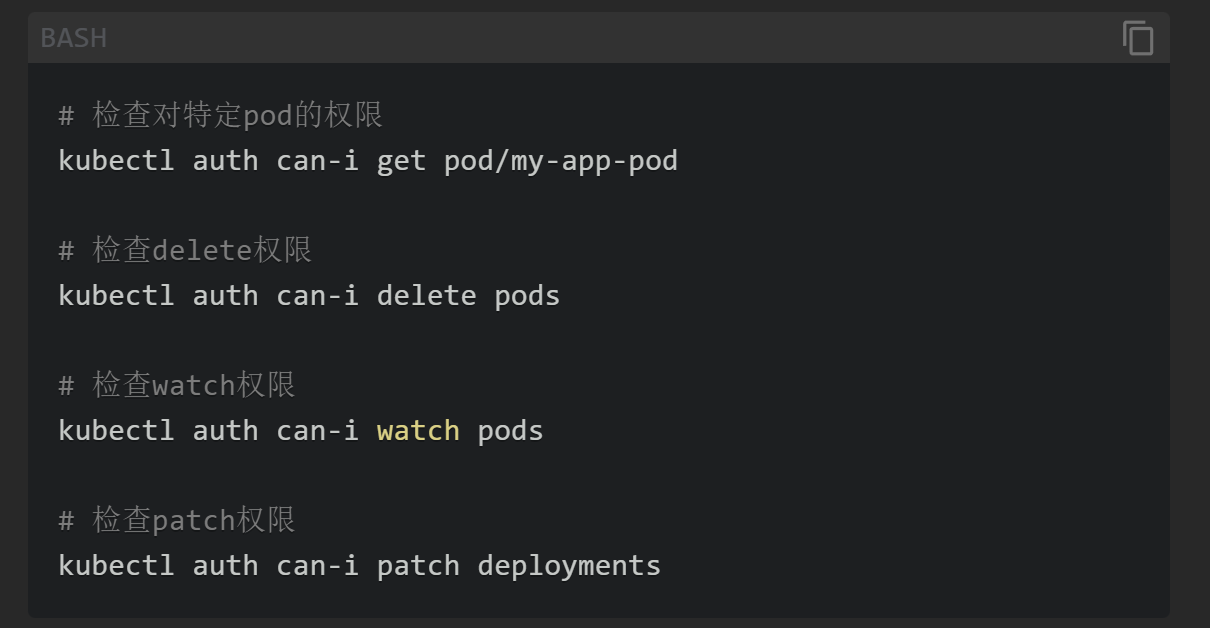 BASH
# 检查对特定pod的权限
kubectl auth can-i get pod/my-app-pod
# 检查delete权限
kubectl auth can-i delete pods
# 检查watch权限
kubectl auth can-i watch pods
# 检查patch权限
kubectl auth can-i patch deployments